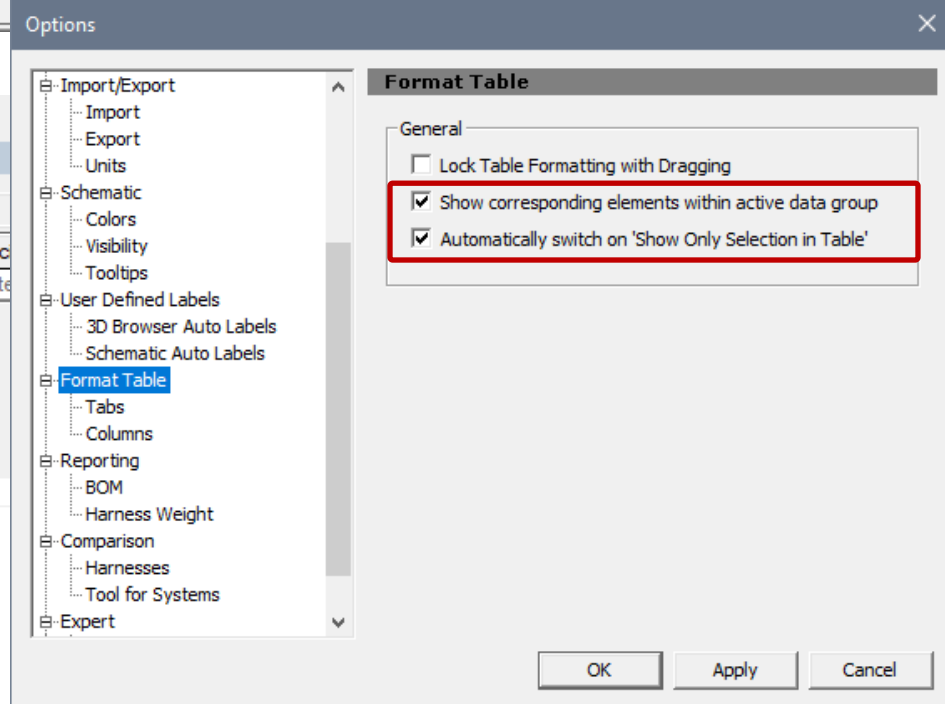 Options
Import/Export
Import
Export
Units
Schematic
Colors
Visibility
Tooltips
User Defined Labels
3D Browser Auto Labels
Schematic Auto Labels
Format Table
Tabs
Columns
Reporting
BOM
Harness Weight
Comparison
Harnesses
Tool for Systems
Expert
Format Table
General
Lock Table Formatting with Dragging
Show corresponding elements within active data group
Automatically switch on 'Show Only Selection in Table'
OK
Apply
Cancel